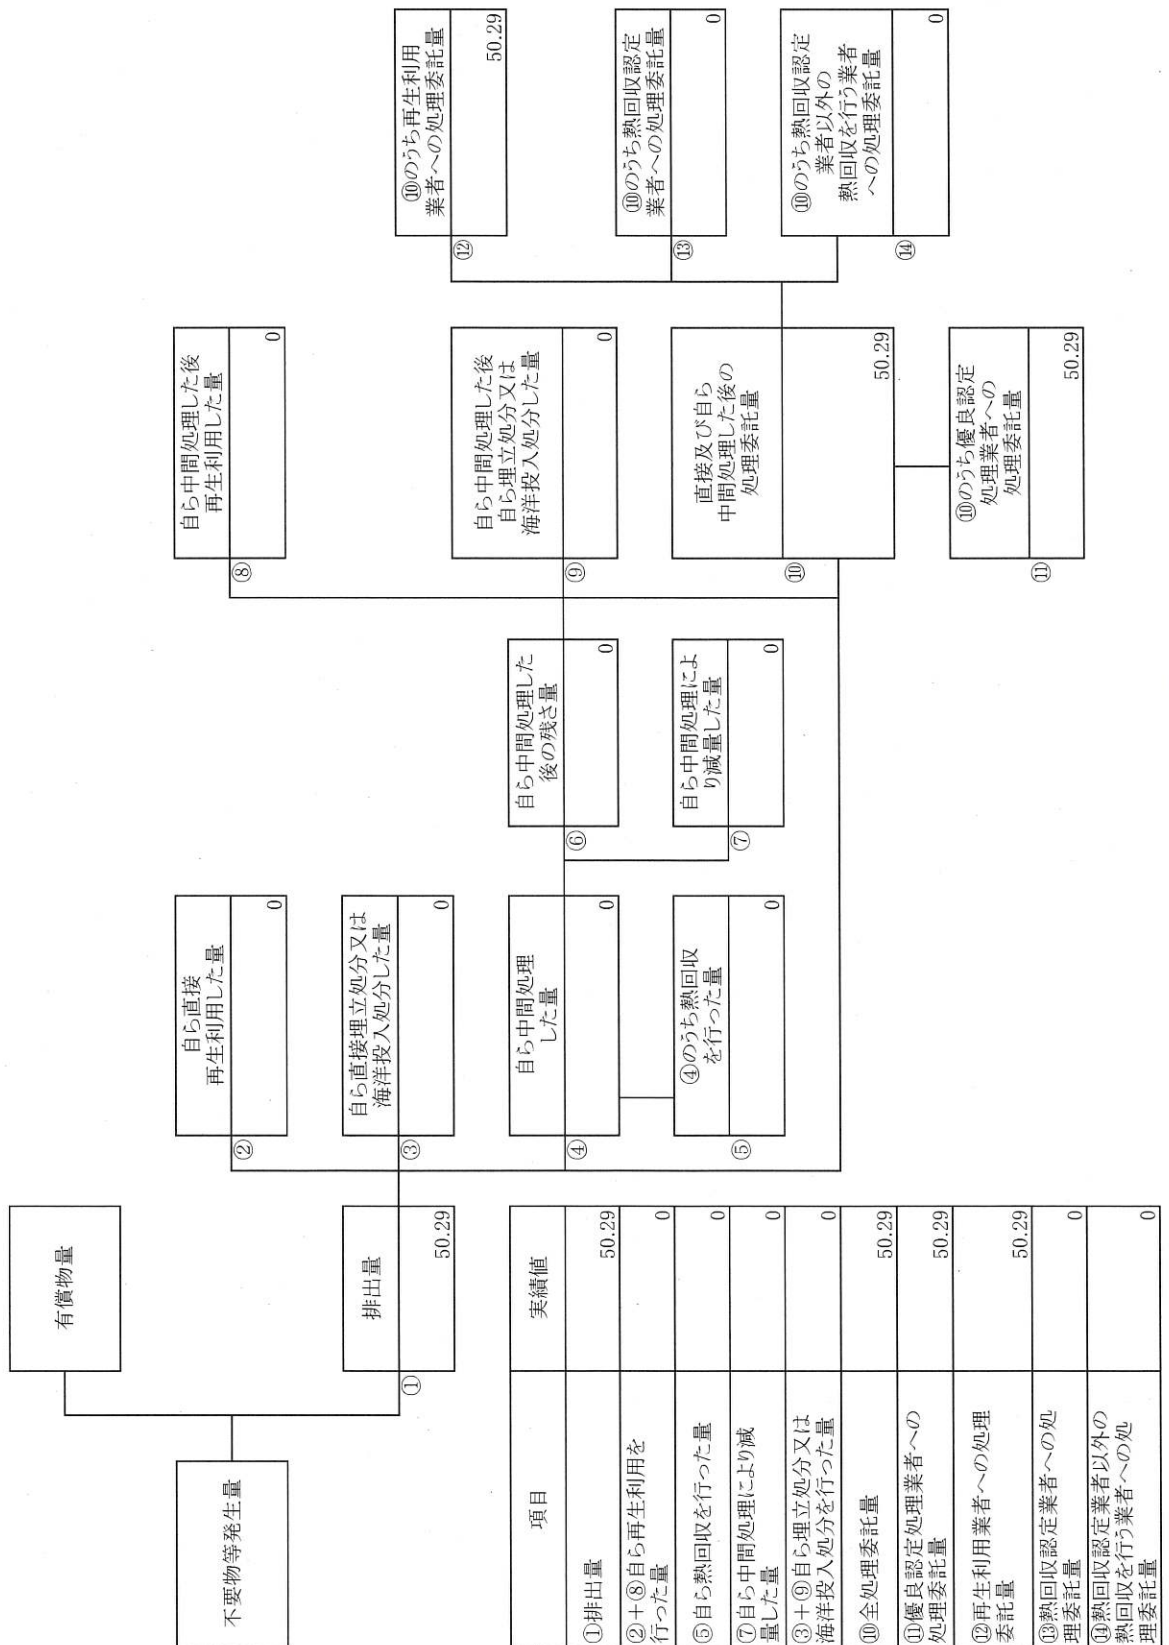 有償物量
不要物等発生量
排出量
①
50.29
自ら直接
再生利用した量
②
0
自ら直接埋立処分又は
海洋投入処分した量
③
0
自ら中間処理
した量
④
0
④のうち熱回収
を行った量
⑤
0
自ら中間処理した
後の残さ量
⑥
0
自ら中間処理によ
り減量した量
⑦
0
自ら中間処理した後
再生利用した量
⑧
0
自ら中間処理した後
自ら埋立処分又は
海洋投入処分した量
⑨
0
直接及び自ら
中間処理した後の
処理委託量
⑩
50.29
⑩のうち優良認定
処理業者への
処理委託量
⑪
50.29
⑩のうち再生利用
業者への処理委託量
⑫
50.29
⑩のうち熱回収認定
業者への処理委託量
⑬
0
⑩のうち熱回収認定
業者以外の
熱回収を行う業者
への処理委託量
⑭
0
項目 実績値
①排出量 50.29
②+⑧自ら再生利用を
行った量 0
⑤自ら熱回収を行った量 0
⑦自ら中間処理により減
量した量 0
③+⑨自ら埋立処分又は
海洋投入処分を行った量 0
⑩全処理委託量 50.29
⑪優良認定処理業者への
処理委託量 50.29
⑫再生利用業者への処理
委託量 50.29
⑬熱回収認定業者への処
理委託量 0
⑭熱回収認定業者以外の
熱回収を行う業者への処
理委託量 0